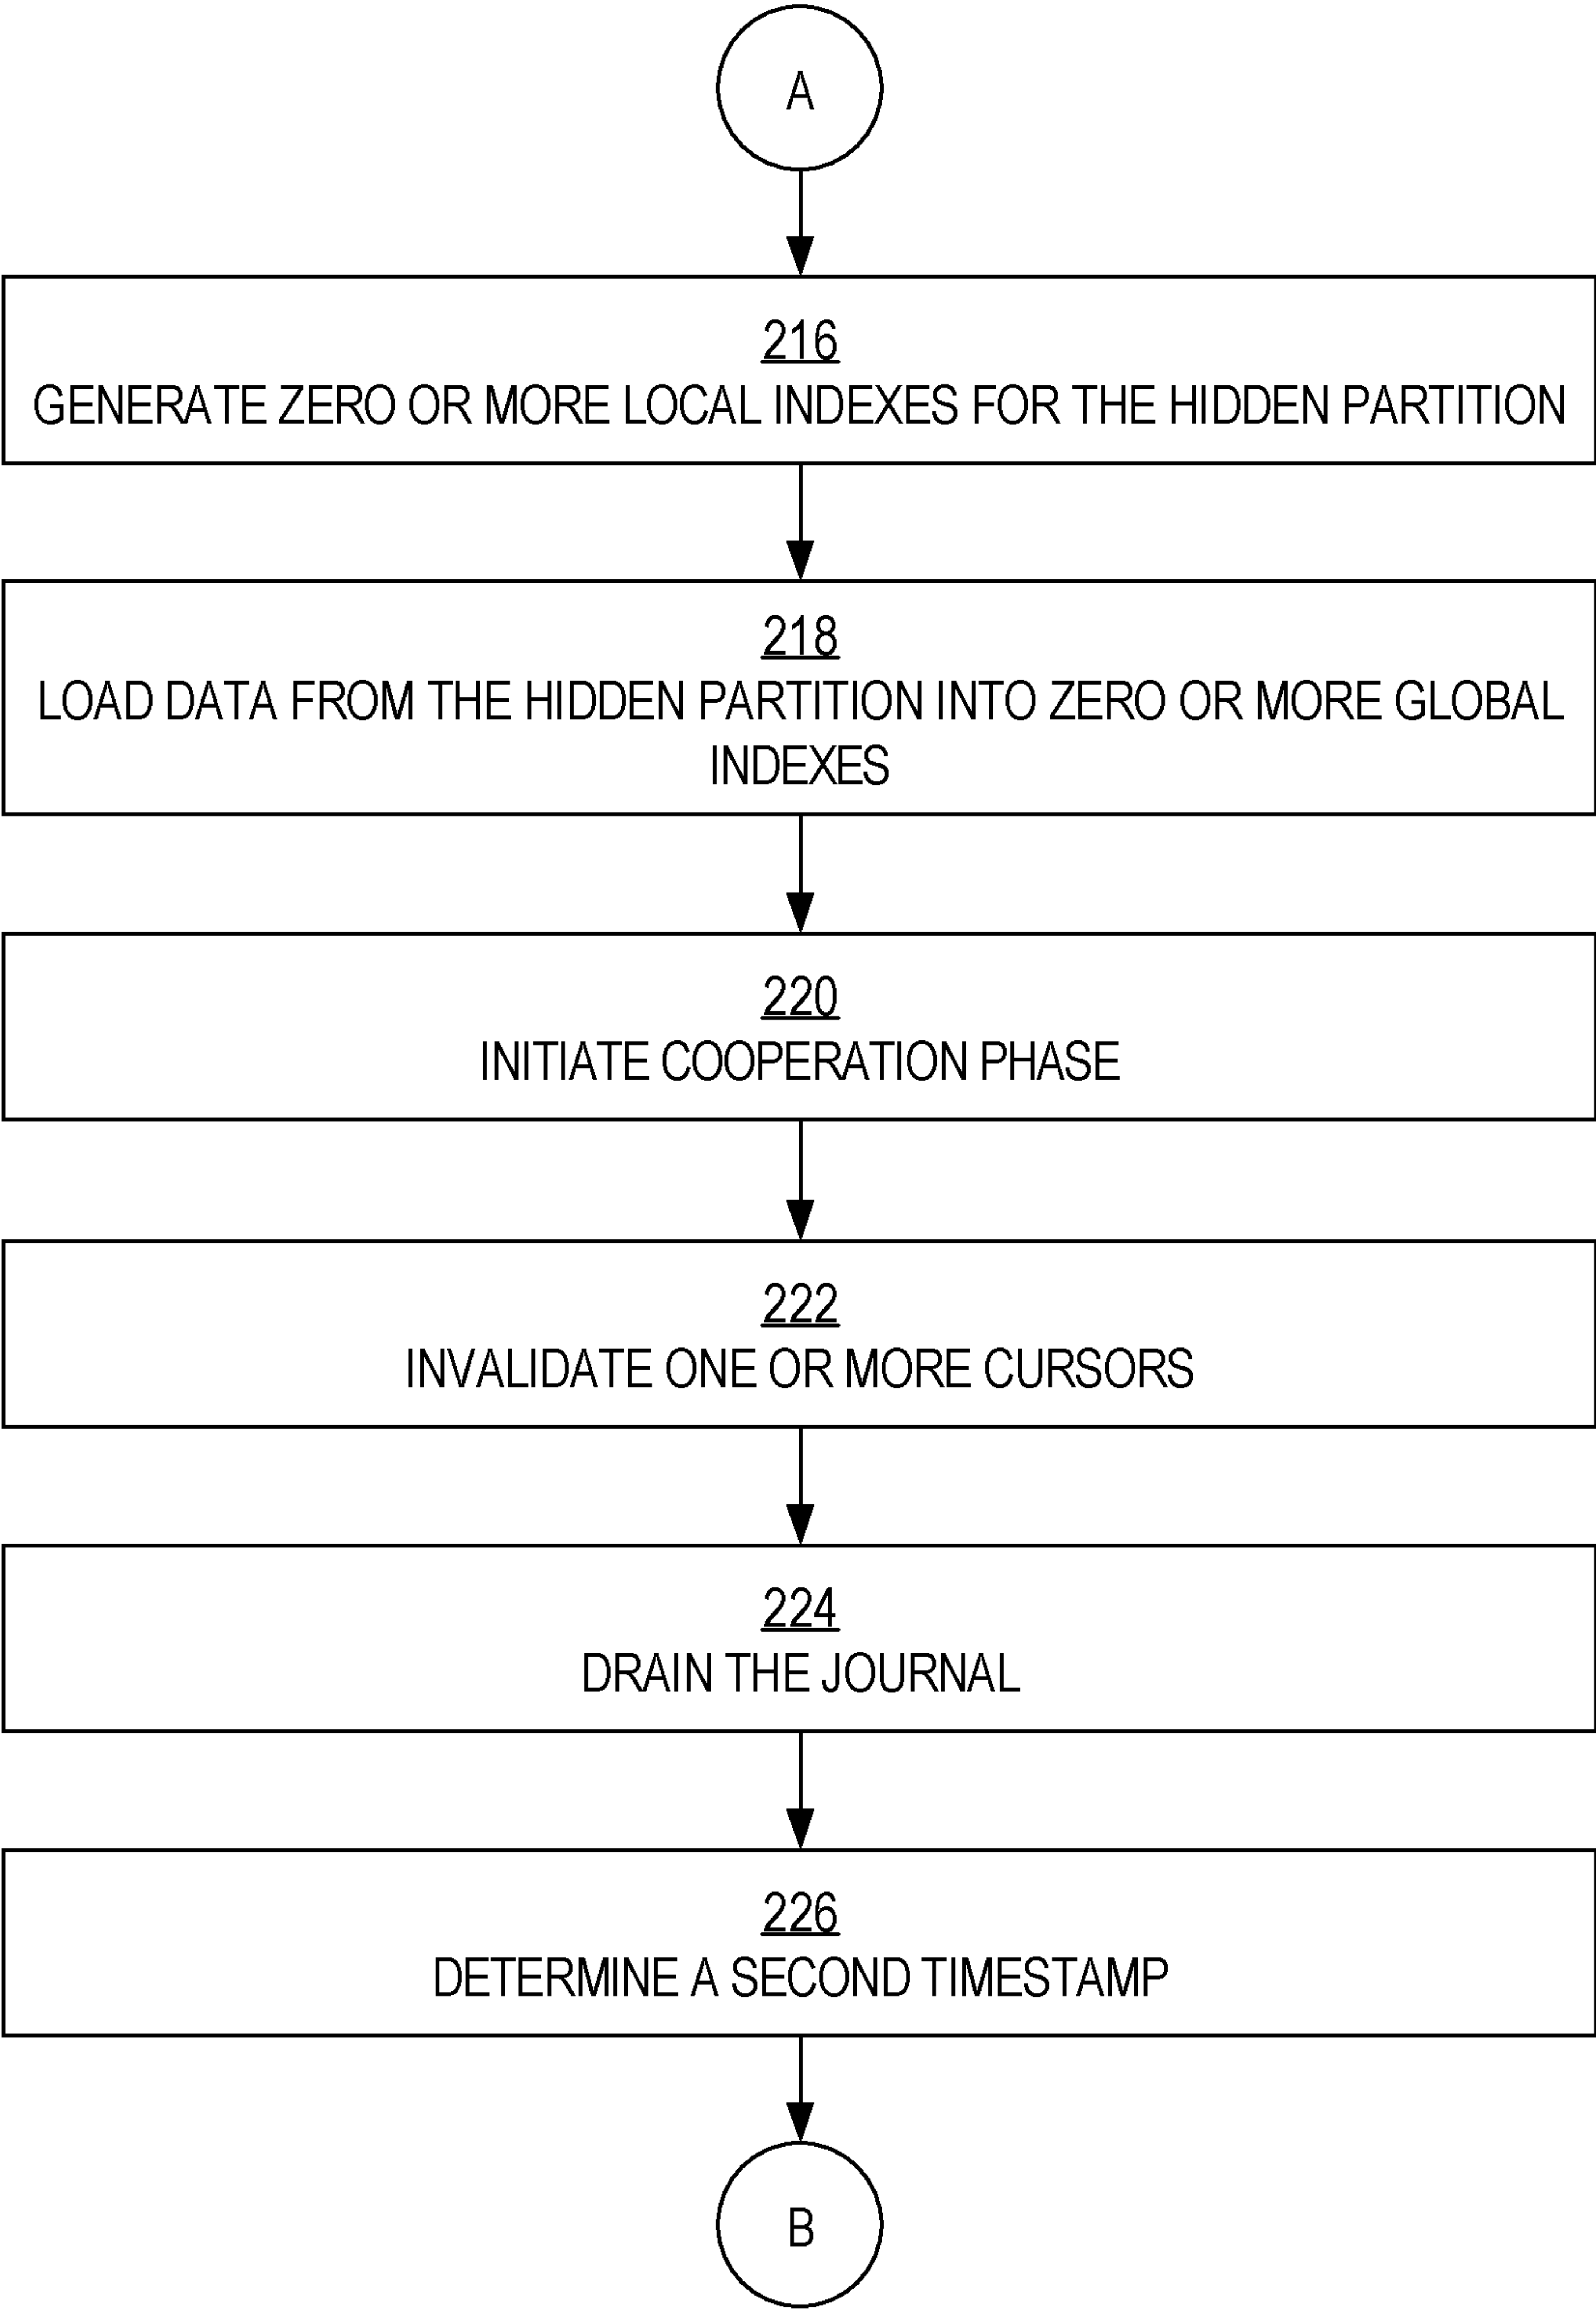 A
216
GENERATE ZERO OR MORE LOCAL INDEXES FOR THE HIDDEN PARTITION
218
LOAD DATA FROM THE HIDDEN PARTITION INTO ZERO OR MORE GLOBAL
INDEXES
220
INITIATE COOPERATION PHASE
222
INVALIDATE ONE OR MORE CURSORS
224
DRAIN THE JOURNAL
226
DETERMINE A SECOND TIMESTAMP
B